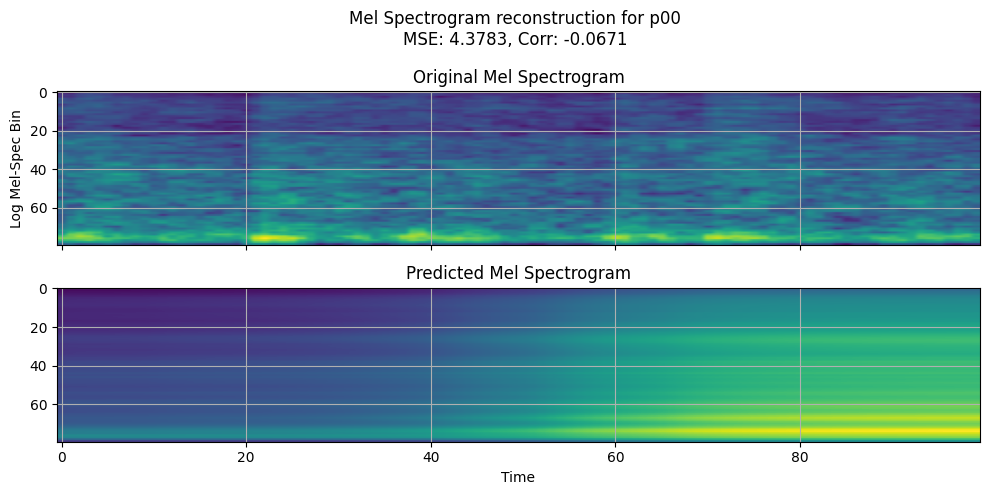 Mel Spectrogram reconstruction for p00
MSE: 4.3783, Corr: -0.0671
Original Mel Spectrogram
0
20
40
60
Log Mel-Spec Bin
Predicted Mel Spectrogram
0
20
40
60
0 20 40 60 80
Time